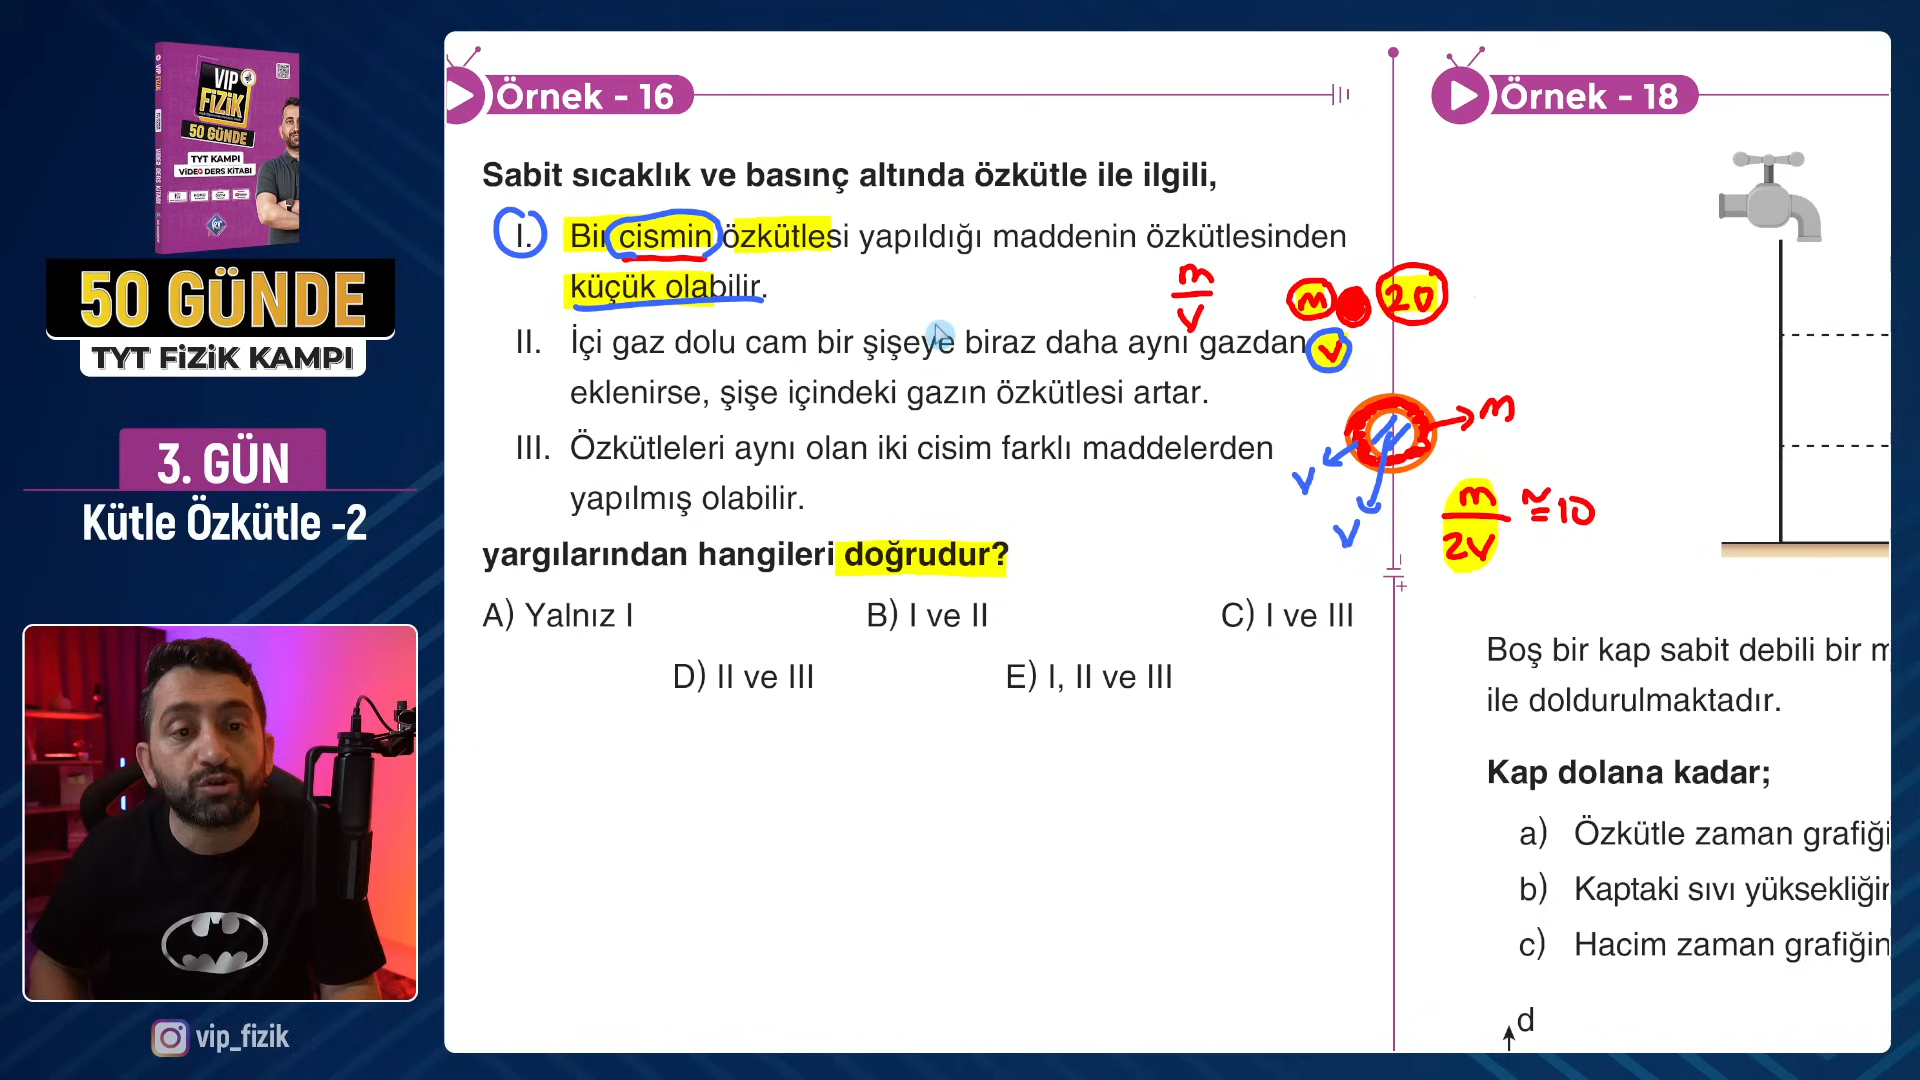 VIP
FİZİK
50 GÜNDE
TYT KAMPI
VİDEO DERS KİTABI
50 GÜNDE
TYT FİZİK KAMPI
3. GÜN
Kütle Özkütle -2
vip_fizik
Örnek - 16
Sabit sıcaklık ve basınç altında özkütle ile ilgili,
I. Bir cismin özkütlesi yapıldığı maddenin özkütlesinden
küçük olabilir.
II. İçi gaz dolu cam bir şişeye biraz daha aynı gazdan
eklenirse, şişe içindeki gazın özkütlesi artar.
III. Özkütleleri aynı olan iki cisim farklı maddelerden
yapılmış olabilir.
yargılarından hangileri doğrudur?
A) Yalnız I
B) I ve II
C) I ve III
D) II ve III
E) I, II ve III
m
V
m
20
V
m
V
V
m
2V
≅10
Örnek - 18
Boş bir kap sabit debili bir m
ile doldurulmaktadır.
Kap dolana kadar;
a) Özkütle zaman grafiği
b) Kaptaki sıvı yüksekliğin
c) Hacim zaman grafiğin
d